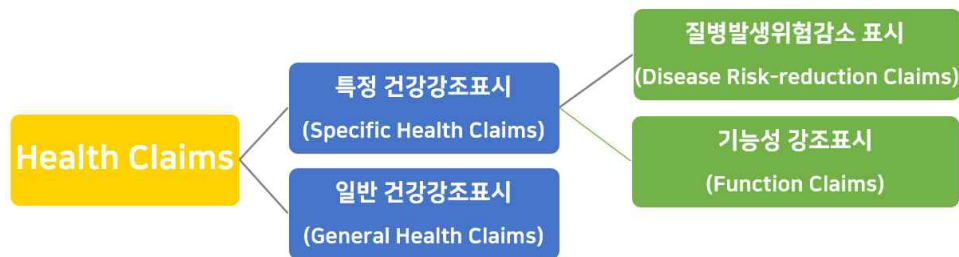 Health Claims
특정 건강강조표시
(Specific Health Claims)
일반 건강강조표시
(General Health Claims)
질병발생위험감소 표시
(Disease Risk-reduction Claims)
기능성 강조표시
(Function Claims)